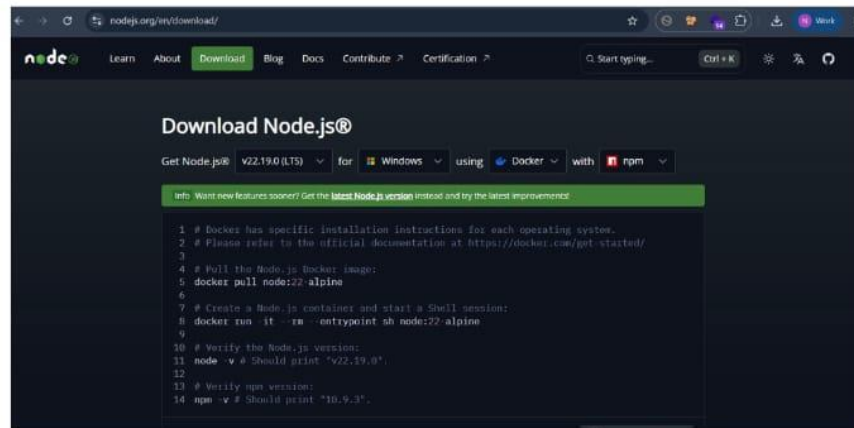 nodejs.org/en/download/
14
N Work
node
Learn About Download Blog Docs Contribute ↗ Certification ↗ Start typing... Ctrl + K
Download Node.js®
Get Node.js® v22.19.0 (LTS) for Windows using Docker with npm
Info Want new features sooner? Get the latest Node.js version instead and try the latest improvements!
1 # Docker has specific installation instructions for each operating system.
2 # Please refer to the official documentation at https://docker.com/get-started/
3
4 # Pull the Node.js Docker image:
5 docker pull node:22-alpine
6
7 # Create a Node.js container and start a Shell session:
8 docker run -it --rm --entrypoint sh node:22-alpine
9
10 # Verify the Node.js version:
11 node -v # Should print "v22.19.0".
12
13 # Verify npm version:
14 npm -v # Should print "10.9.3".